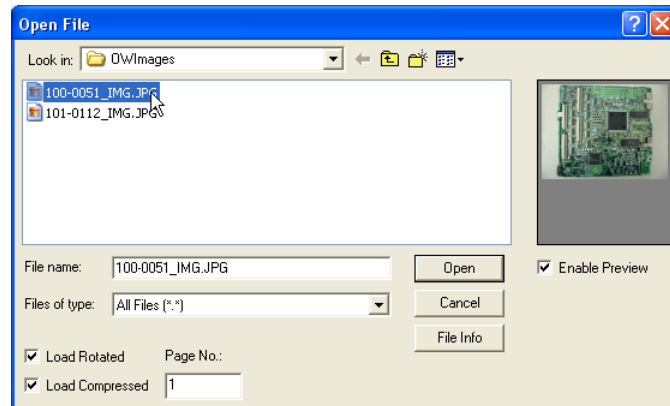 Open File
Look in: OWImages
100-0051_IMG.JPG
101-0112_IMG.JPG
File name: 100-0051_IMG.JPG Open Enable Preview
Files of type: All Files (*.*) Cancel
File Info
Load Rotated Page No.:
Load Compressed 1